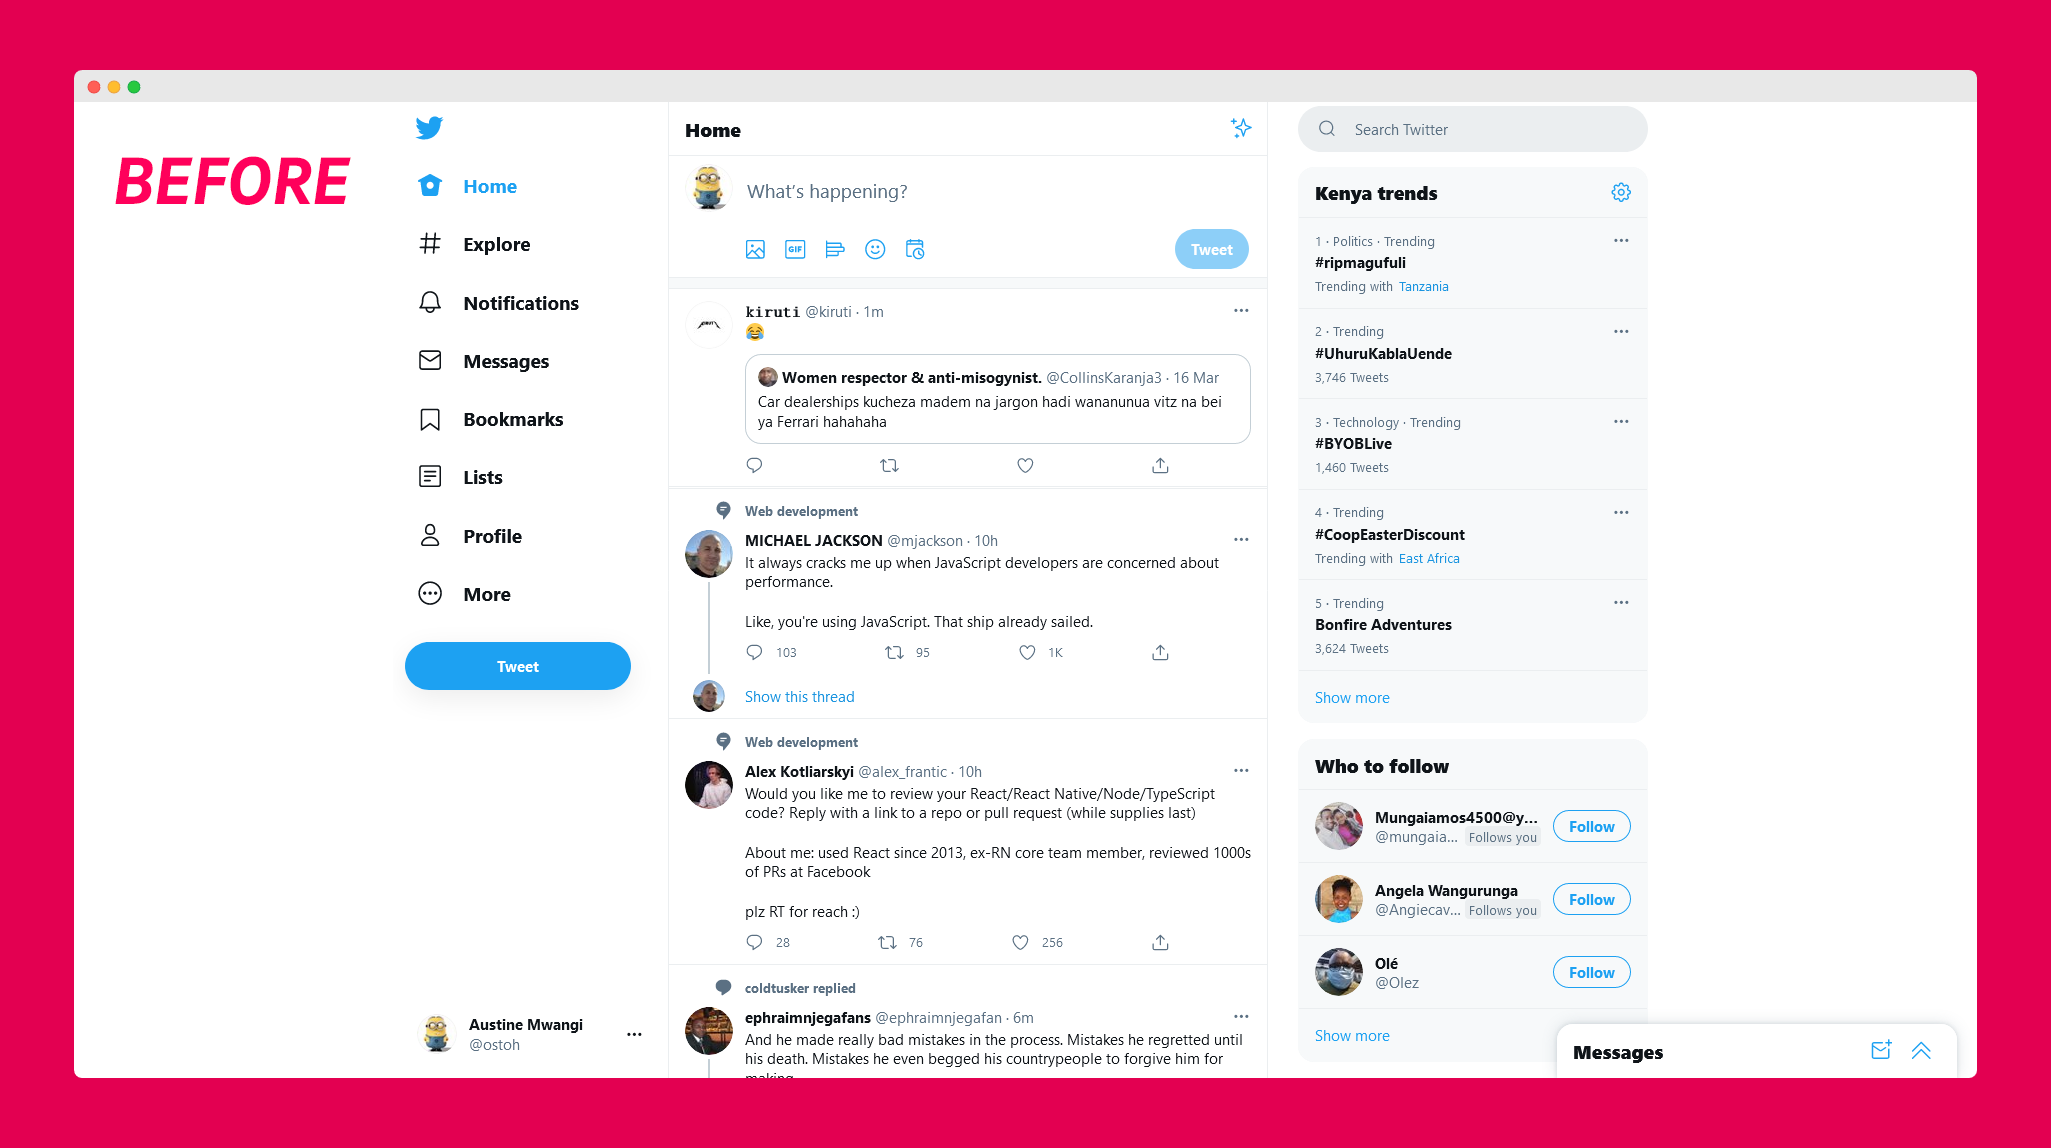 BEFORE
Home
Explore
Notifications
Messages
Bookmarks
Lists
Profile
More
Tweet
Austine Mwangi
@ostoh
Home
What's happening?
GIF
Tweet
kiruti @kiruti · 1m
😂
Women respector & anti-misogynist. @CollinsKaranja3 · 16 Mar
Car dealerships kucheza madem na jargon hadi wananunua vitz na bei
ya Ferrari hahahaha
Web development
MICHAEL JACKSON @mjackson · 10h
It always cracks me up when JavaScript developers are concerned about
performance.
Like, you're using JavaScript. That ship already sailed.
103 95 1K
Show this thread
Web development
Alex Kotliarskyi @alex_frantic · 10h
Would you like me to review your React/React Native/Node/TypeScript
code? Reply with a link to a repo or pull request (while supplies last)
About me: used React since 2013, ex-RN core team member, reviewed 1000s
of PRs at Facebook
plz RT for reach :)
28 76 256
coldtusker replied
ephraimnjegafans @ephraimnjegafan · 6m
And he made really bad mistakes in the process. Mistakes he regretted until
his death. Mistakes he even begged his countrypeople to forgive him for
making
Search Twitter
Kenya trends
1 · Politics · Trending
#ripmagufuli
Trending with Tanzania
2 · Trending
#UhuruKablaUende
3,746 Tweets
3 · Technology · Trending
#BYOBLive
1,460 Tweets
4 · Trending
#CoopEasterDiscount
Trending with East Africa
5 · Trending
Bonfire Adventures
3,624 Tweets
Show more
Who to follow
Mungaiamos4500@y...
@mungaia... Follows you
Follow
Angela Wangurunga
@Angiecav... Follows you
Follow
Olé
@Olez
Follow
Show more
Messages